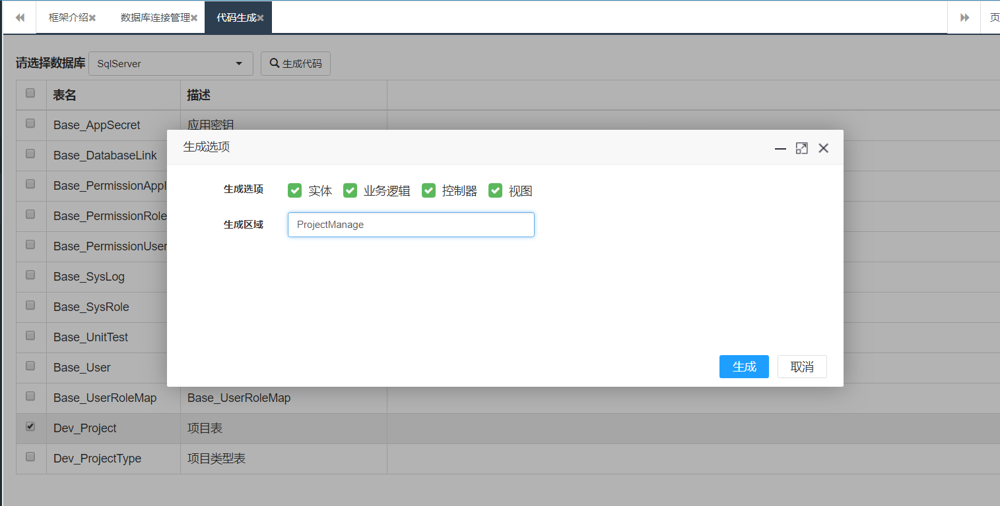 框架介绍 数据库连接管理 代码生成 页
请选择数据库 SqlServer 生成代码
表名 描述
Base_AppSecret 应用密钥
Base_DatabaseLink
Base_PermissionAppl
Base_PermissionRole
Base_PermissionUser
Base_SysLog
Base_SysRole
Base_UnitTest
Base_User
Base_UserRoleMap Base_UserRoleMap
Dev_Project 项目表
Dev_ProjectType 项目类型表
生成选项
生成选项 实体 业务逻辑 控制器 视图
生成区域 ProjectManage
生成 取消